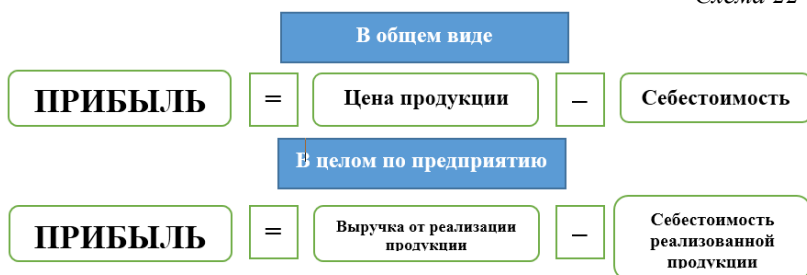 Схема 22
В общем виде
ПРИБЫЛЬ = Цена продукции – Себестоимость
В целом по предприятию
ПРИБЫЛЬ = Выручка от реализации продукции – Себестоимость реализованной продукции